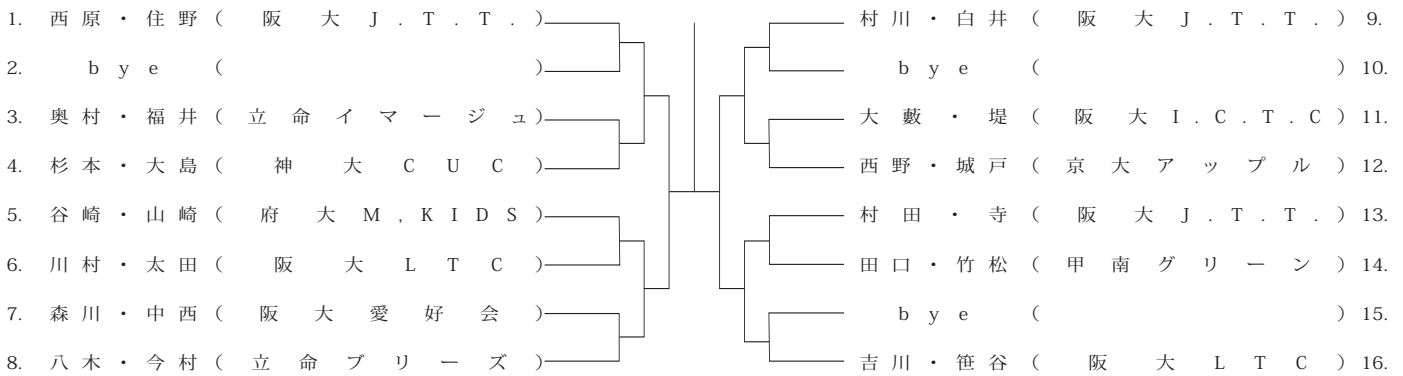 1. 西原・住野(阪大J.T.T.)
2. bye ( )
3. 奥村・福井(立命イマージュ)
4. 杉本・大島(神大CUC)
5. 谷崎・山崎(府大M,KIDS)
6. 川村・太田(阪大LTC)
7. 森川・中西(阪大愛好会)
8. 八木・今村(立命ブリーズ)
村川・白井(阪大J.T.T.) 9.
bye ( ) 10.
大藪・堤(阪大I.C.T.C) 11.
西野・城戸(京大アップル) 12.
村田・寺(阪大J.T.T.) 13.
田口・竹松(甲南グリーン) 14.
bye ( ) 15.
吉川・笹谷(阪大LTC) 16.